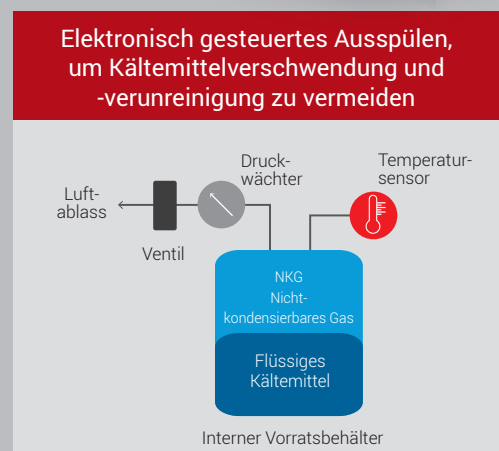 Elektronisch gesteuertes Ausspülen,
um Kältemittelverschwendung und
-verunreinigung zu vermeiden
Druck-
wächter
Temperatur-
sensor
Luft-
ablass
Ventil
NKG
Nicht-
kondensierbares Gas
Flüssiges
Kältemittel
Interner Vorratsbehälter